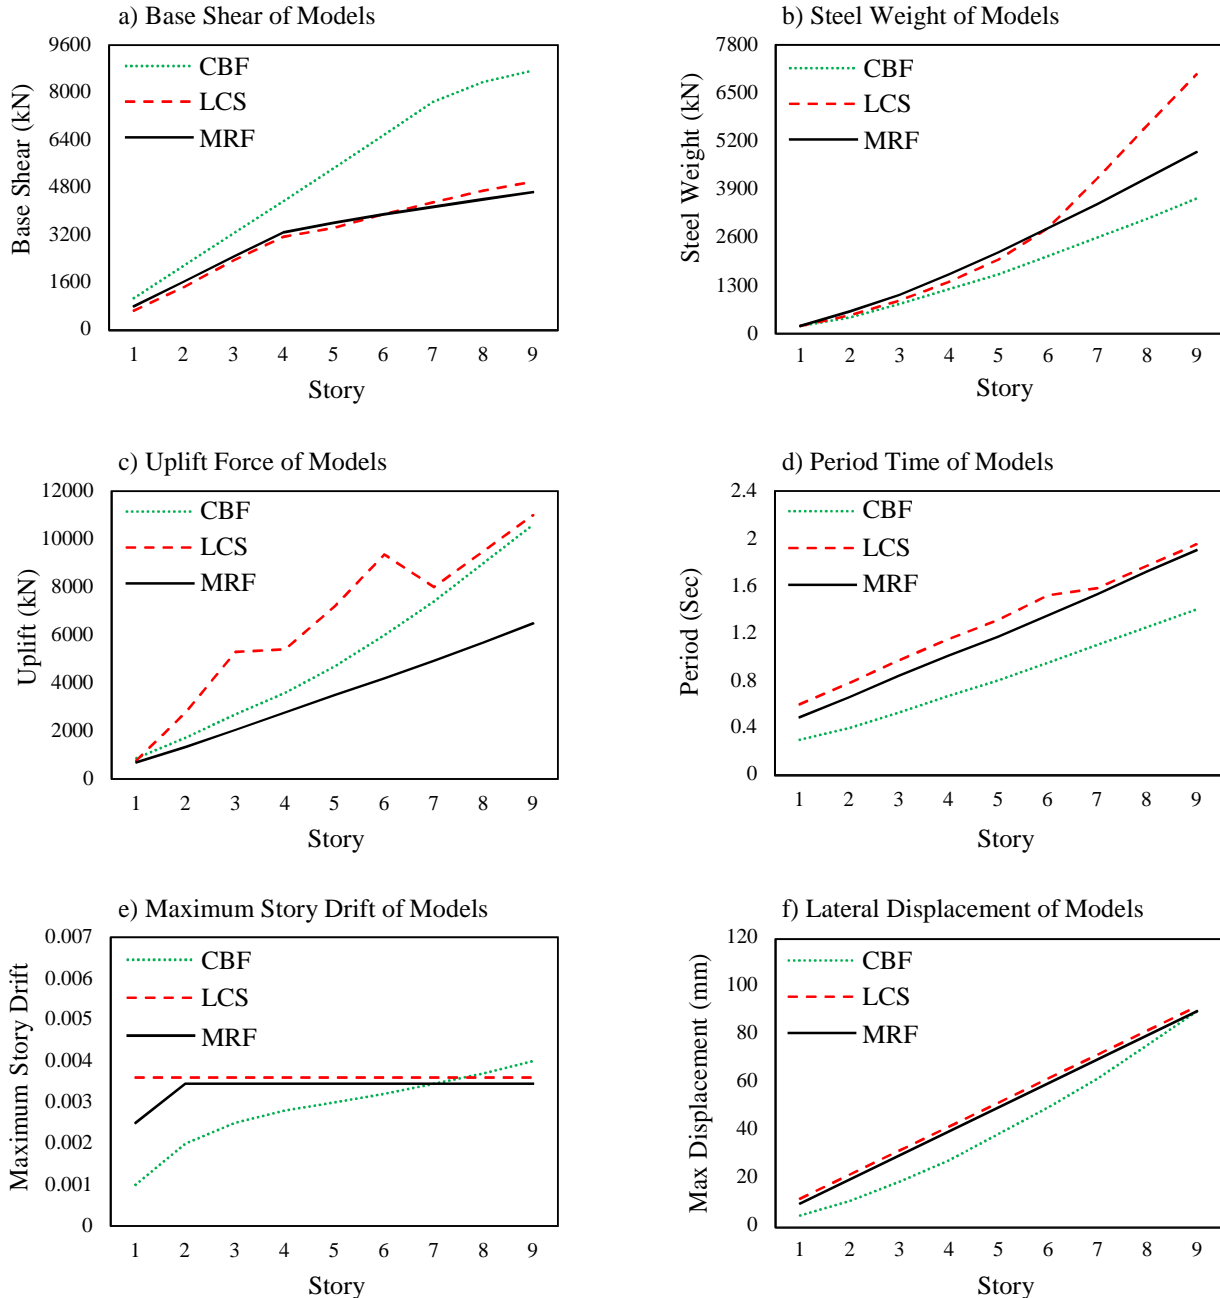 a) Base Shear of Models
9600
8000
6400
4800
3200
1600
0
Base Shear (kN)
CBF
LCS
MRF
1 2 3 4 5 6 7 8 9
Story
b) Steel Weight of Models
7800
6500
5200
3900
2600
1300
0
Steel Weight (kN)
CBF
LCS
MRF
1 2 3 4 5 6 7 8 9
Story
c) Uplift Force of Models
12000
10000
8000
6000
4000
2000
0
Uplift (kN)
CBF
LCS
MRF
1 2 3 4 5 6 7 8 9
Story
d) Period Time of Models
2.4
2
1.6
1.2
0.8
0.4
0
Period (Sec)
CBF
LCS
MRF
1 2 3 4 5 6 7 8 9
Story
e) Maximum Story Drift of Models
0.007
0.006
0.005
0.004
0.003
0.002
0.001
0
Maximum Story Drift
CBF
LCS
MRF
1 2 3 4 5 6 7 8 9
Story
f) Lateral Displacement of Models
120
100
80
60
40
20
0
Max Displacement (mm)
CBF
LCS
MRF
1 2 3 4 5 6 7 8 9
Story